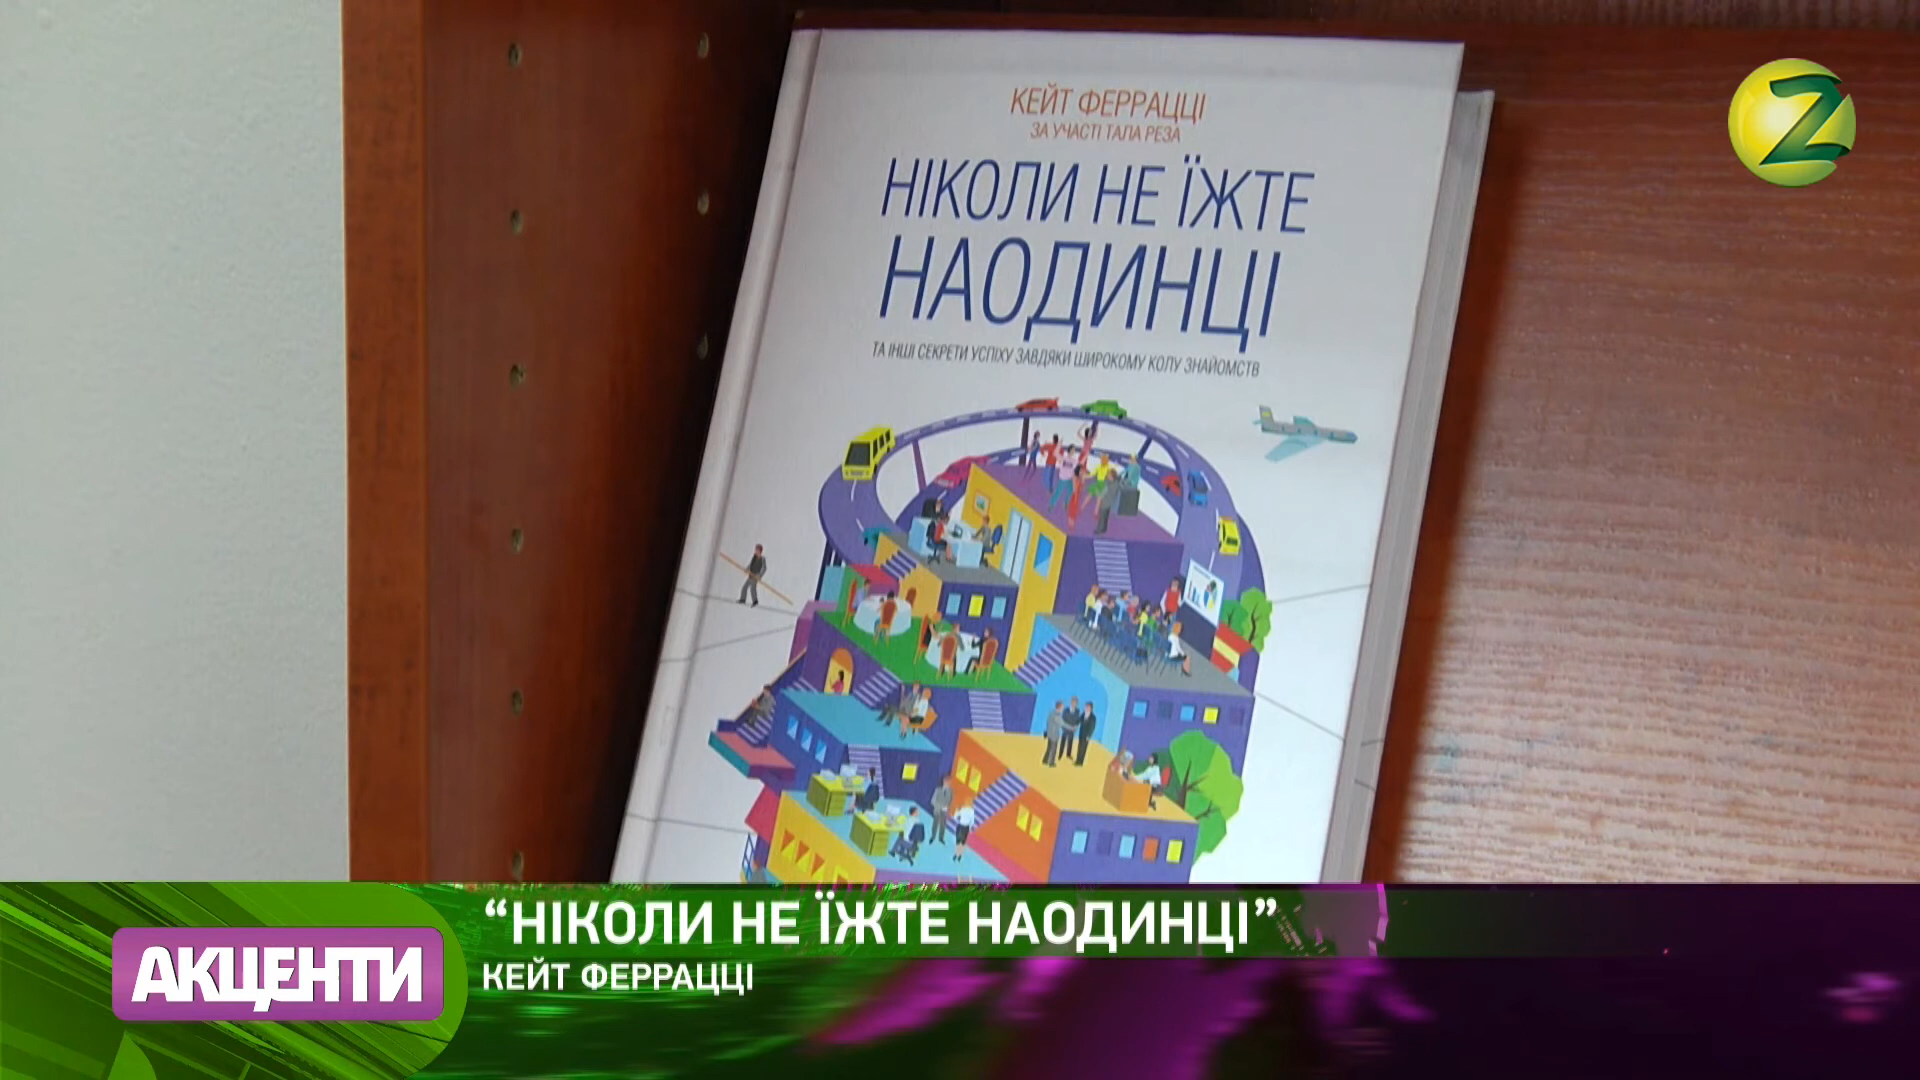 КЕЙТ ФЕРРАЦЦІ
ЗА УЧАСТІ ТАЛА РЕЗА
НІКОЛИ НЕ ЇЖТЕ
НАОДИНЦІ
ТА ІНШІ СЕКРЕТИ УСПІХУ ЗАВДЯКИ ШИРОКОМУ КОЛУ ЗНАЙОМСТВ
Z
“НІКОЛИ НЕ ЇЖТЕ НАОДИНЦІ”
КЕЙТ ФЕРРАЦЦІ
АКЦЕНТИ